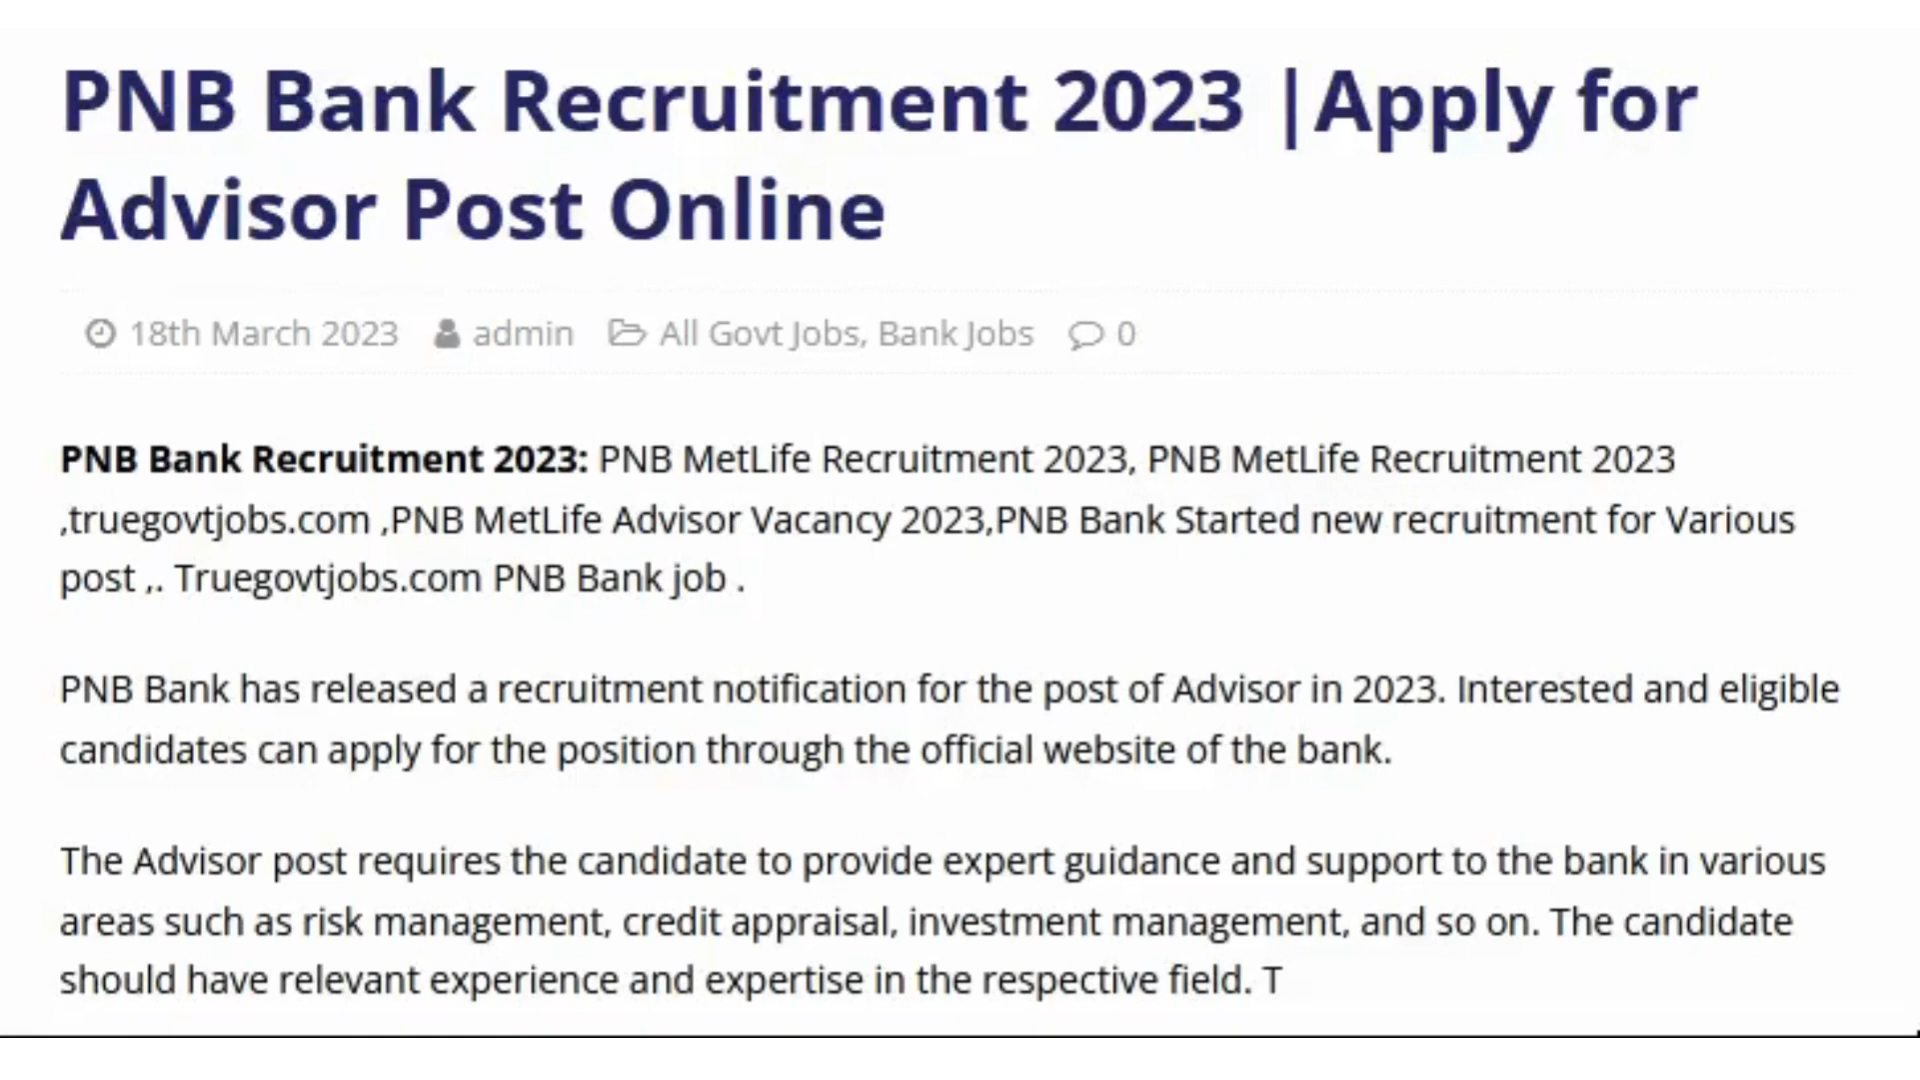 PNB Bank Recruitment 2023 |Apply for
Advisor Post Online
18th March 2023 admin All Govt Jobs, Bank Jobs 0
PNB Bank Recruitment 2023: PNB MetLife Recruitment 2023, PNB MetLife Recruitment 2023
,truegovtjobs.com ,PNB MetLife Advisor Vacancy 2023,PNB Bank Started new recruitment for Various
post ,. Truegovtjobs.com PNB Bank job .
PNB Bank has released a recruitment notification for the post of Advisor in 2023. Interested and eligible
candidates can apply for the position through the official website of the bank.
The Advisor post requires the candidate to provide expert guidance and support to the bank in various
areas such as risk management, credit appraisal, investment management, and so on. The candidate
should have relevant experience and expertise in the respective field. T